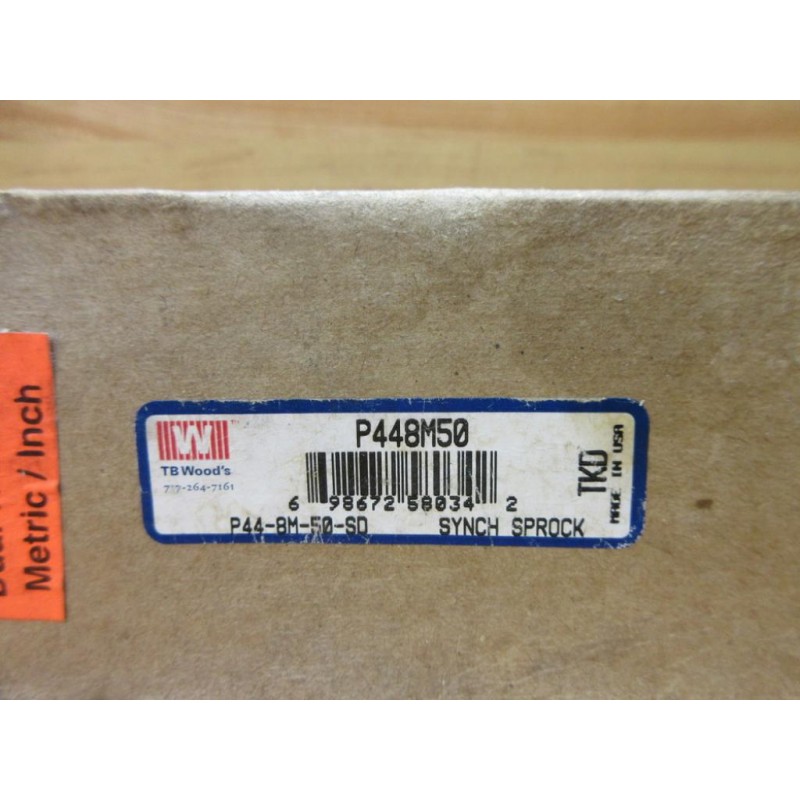 Metric / Inch
W
P448M50
TB Wood's
717-264-7161
6 98672 58034 2
P44-8M-50-SD SYNCH SPROCK
TKD
MADE IN USA